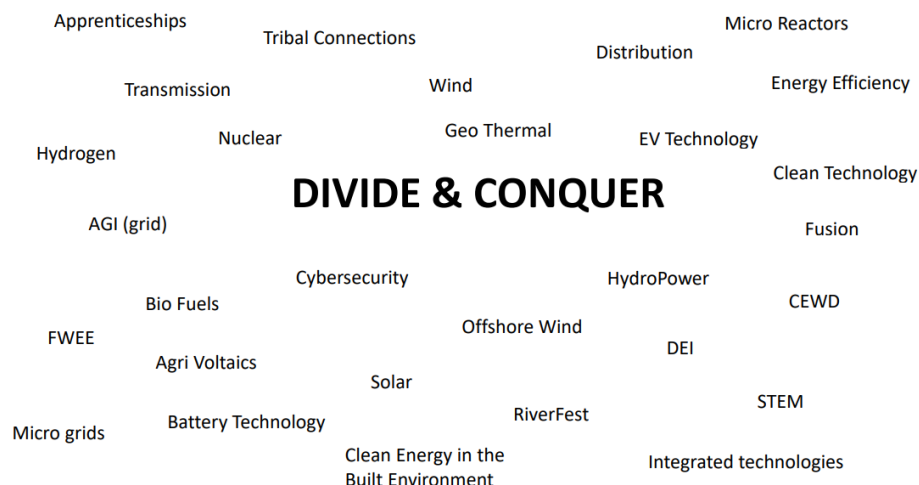 Apprenticeships
Micro Reactors
Tribal Connections
Distribution
Energy Efficiency
Transmission
Wind
Geo Thermal
Nuclear
EV Technology
Hydrogen
Clean Technology
DIVIDE & CONQUER
AGI (grid)
Fusion
Cybersecurity
HydroPower
CEWD
Bio Fuels
Offshore Wind
FWEE
DEI
Agri Voltaics
Solar
STEM
RiverFest
Battery Technology
Micro grids
Clean Energy in the
Built Environment
Integrated technologies